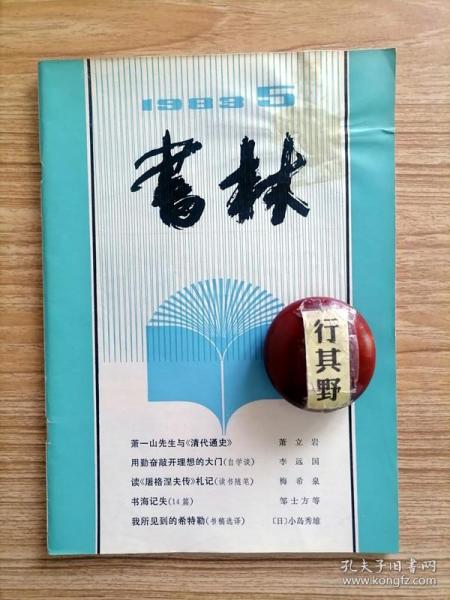 1983 5
书林
行其野
萧一山先生与《清代通史》 萧立岩
用勤奋敲开理想的大门(自学谈) 李远国
读《屠格涅夫传》札记(读书随笔) 梅希泉
书海记失(14篇) 邹士方等
我所见到的希特勒(书稿选译) 〔日〕小岛秀雄
孔夫子旧书网
www.kongfz.com